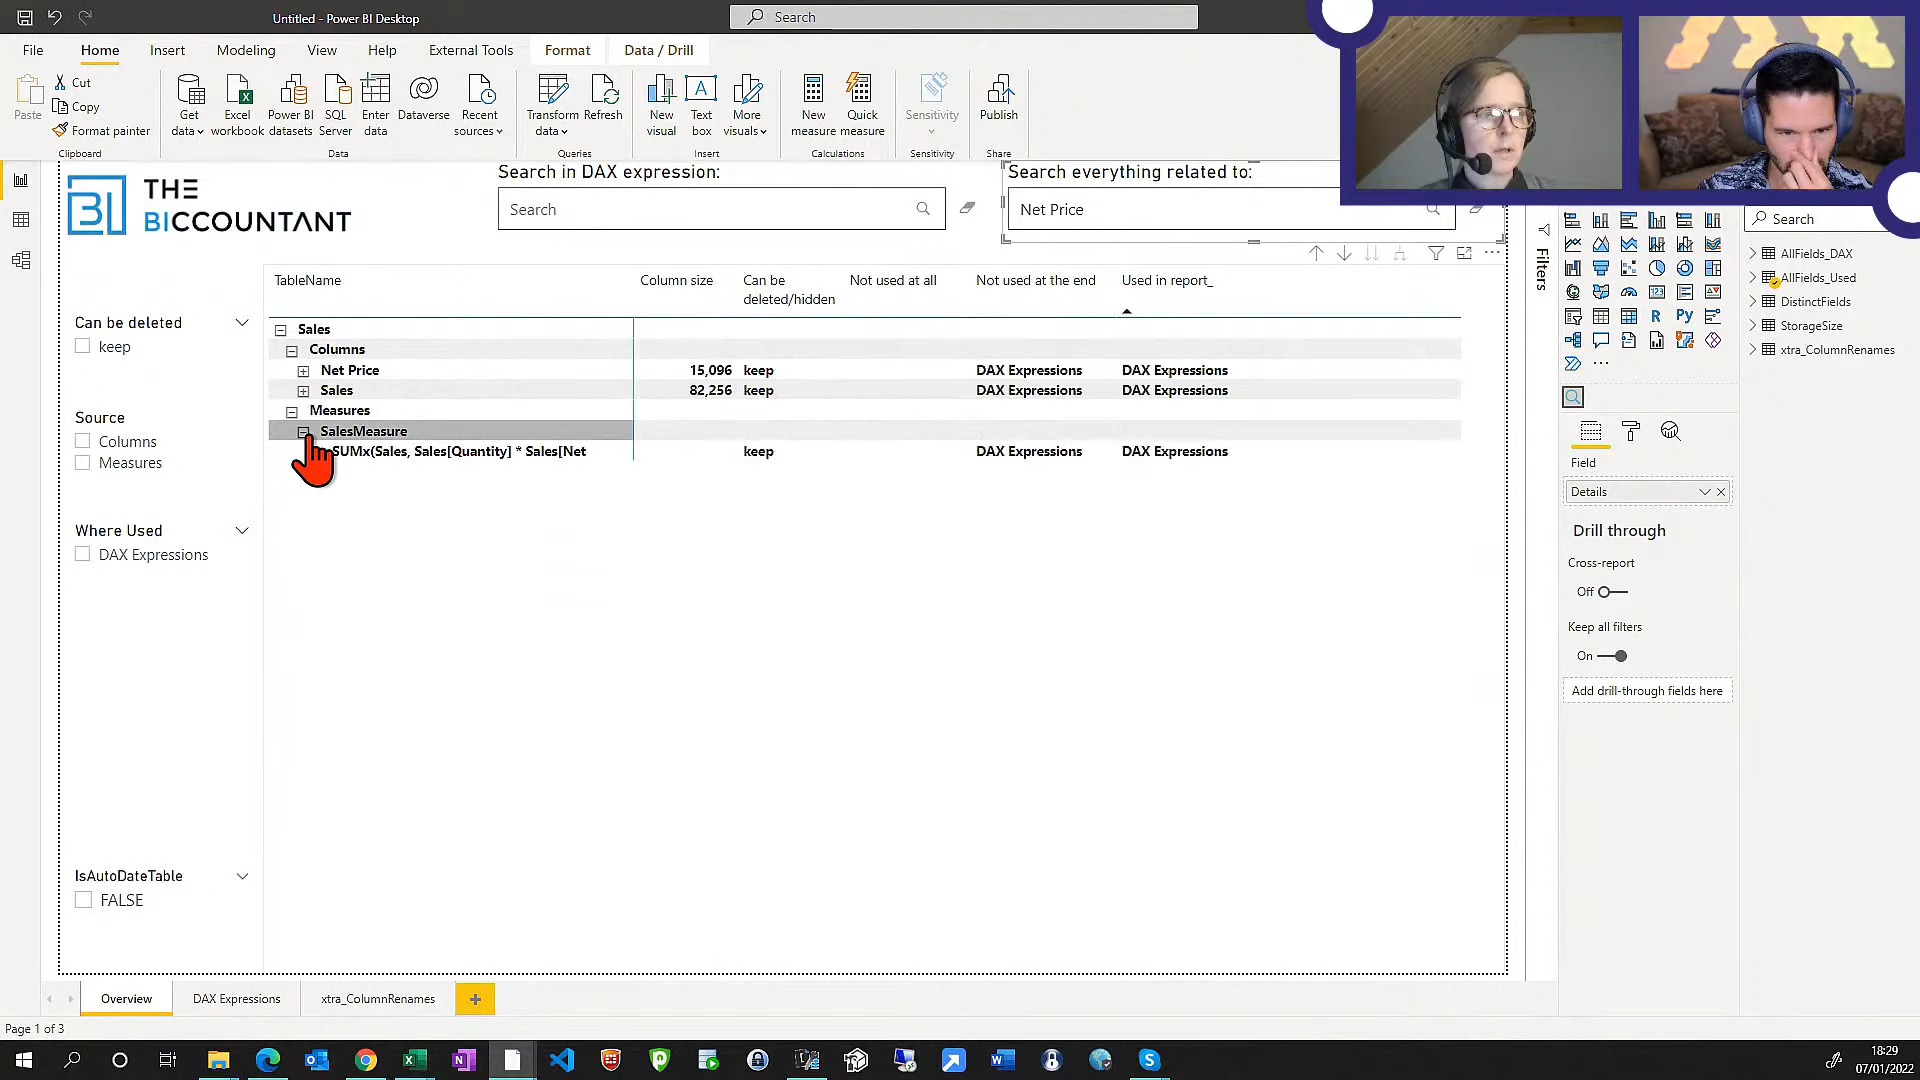 Untitled - Power BI Desktop
Search
File
Home
Insert
Modeling
View
Help
External Tools
Format
Data / Drill
Paste
Cut
Copy
Format painter
Get data
Excel workbook
Power BI datasets
SQL Server
Enter data
Dataverse
Recent sources
Transform data
Refresh
New visual
Text box
More visuals
New measure
Quick measure
Sensitivity
Publish
Clipboard
Data
Queries
Insert
Calculations
Sensitivity
Share
THE
BICCOUNTANT
Search in DAX expression:
Search
Search everything related to:
Net Price
TableName
Column size
Can be deleted/hidden
Not used at all
Not used at the end
Used in report_
Sales
Columns
Net Price 15,096 keep DAX Expressions DAX Expressions
Sales 82,256 keep DAX Expressions DAX Expressions
Measures
SalesMeasure
SUMx(Sales, Sales[Quantity] * Sales[Net keep DAX Expressions DAX Expressions
Can be deleted
keep
Source
Columns
Measures
Where Used
DAX Expressions
IsAutoDateTable
FALSE
Filters
R
Py
Field
Details
Drill through
Cross-report
Off
Keep all filters
On
Add drill-through fields here
Search
AllFields_DAX
AllFields_Used
DistinctFields
StorageSize
xtra_ColumnRenames
Overview
DAX Expressions
xtra_ColumnRenames
Page 1 of 3
18:29
07/01/2022